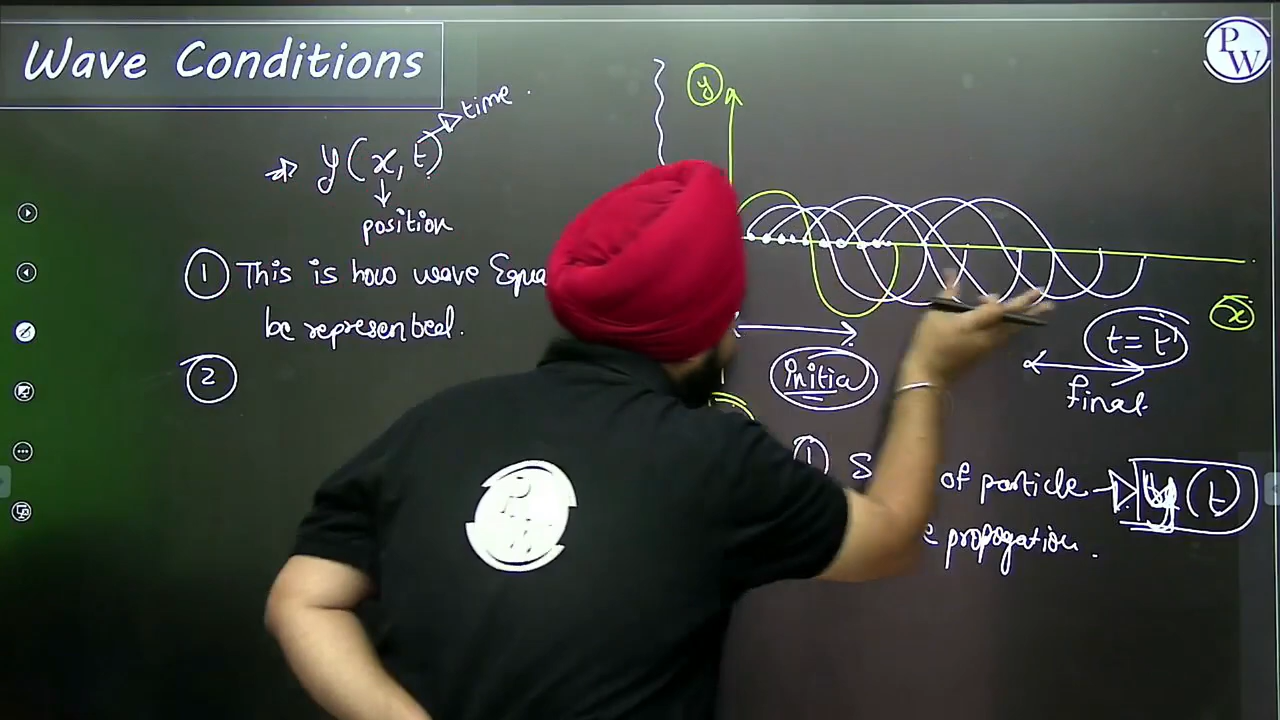 Wave Conditions
PW
⇒ y(x,t) → time.
↓
position
① This is how wave Equa
be represented.
②
y
x
t = t'
initia
final
①
S of particle → y(t)
e propogation.
PW